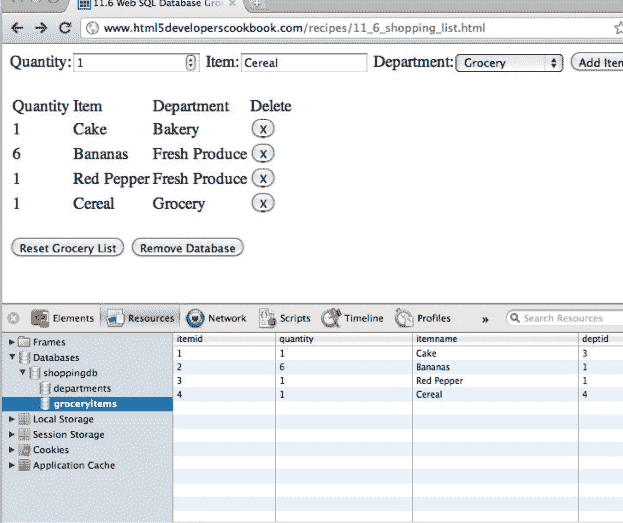 11.6 Web SQL Database Groc
www.html5developerscookbook.com/recipes/11_6_shopping_list.html
Quantity: 1 Item: Cereal Department: Grocery Add Item
Quantity Item Department Delete
1 Cake Bakery x
6 Bananas Fresh Produce x
1 Red Pepper Fresh Produce x
1 Cereal Grocery x
Reset Grocery List Remove Database
Elements Resources Network Scripts Timeline Profiles » Search Resources
Frames
Databases
shoppingdb
departments
groceryitems
Local Storage
Session Storage
Cookies
Application Cache
itemid quantity itemname deptid
1 1 Cake 3
2 6 Bananas 1
3 1 Red Pepper 1
4 1 Cereal 4